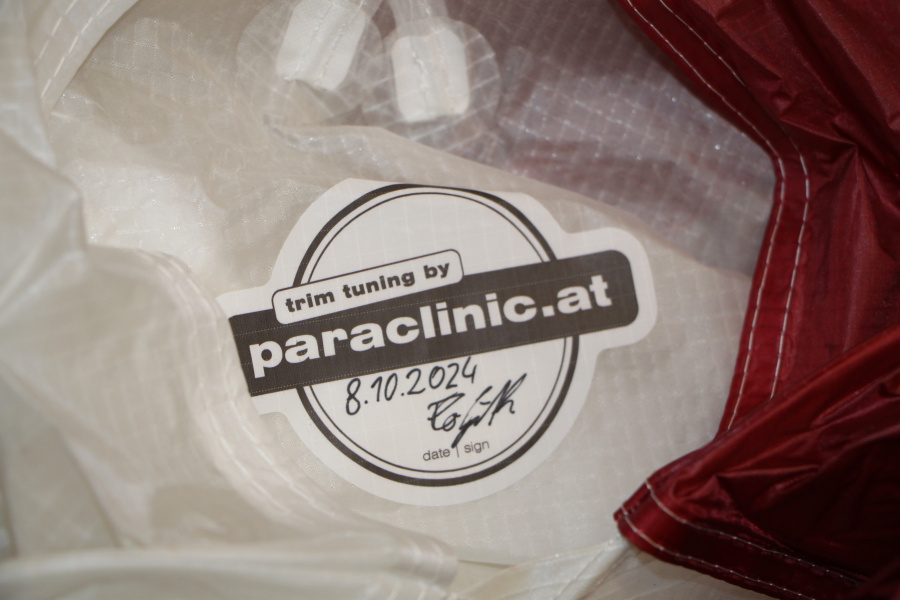 trim tuning by
paraclinic.at
8.10.2024
date | sign